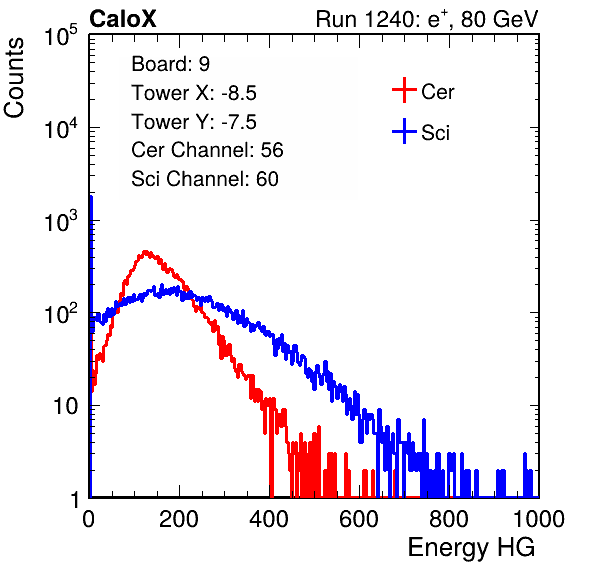 CaloX Run 1240: e⁺, 80 GeV
Counts
10⁵
10⁴
10³
10²
10
1
Board: 9
Tower X: -8.5
Tower Y: -7.5
Cer Channel: 56
Sci Channel: 60
Cer
Sci
0 200 400 600 800 1000
Energy HG